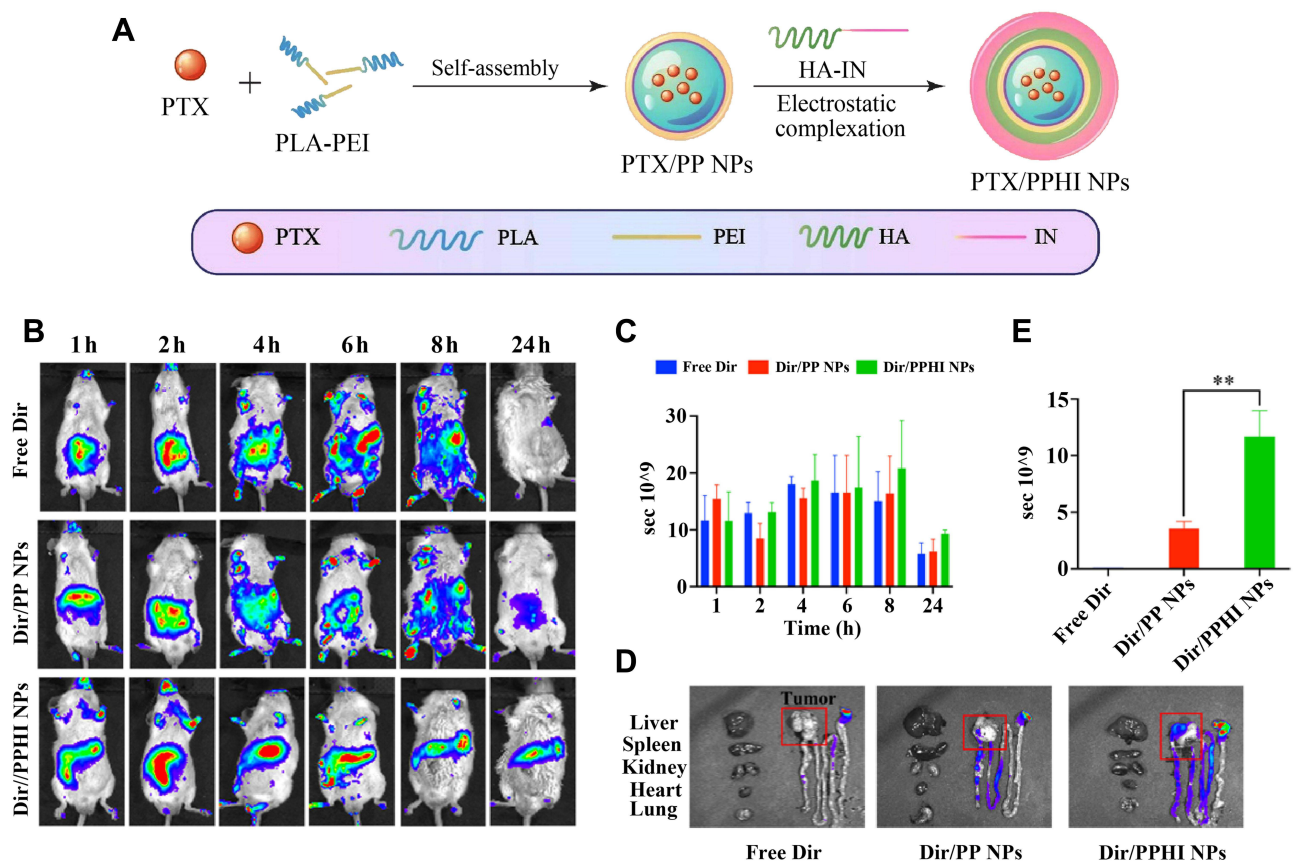 A
PTX
+
PLA-PEI
Self-assembly
PTX/PP NPs
HA-IN
Electrostatic
complexation
PTX/PPHI NPs
PTX PLA PEI HA IN
B
1 h 2 h 4 h 6 h 8 h 24 h
Free Dir
Dir/PP NPs
Dir//PPHI NPs
C
Free Dir Dir/PP NPs Dir/PPHI NPs
sec 10^9
30
20
10
0
1 2 4 6 8 24
Time (h)
E
**
sec 10^9
15
10
5
0
Free Dir
Dir/PP NPs
Dir/PPHI NPs
D
Tumor
Liver
Spleen
Kidney
Heart
Lung
Free Dir Dir/PP NPs Dir/PPHI NPs